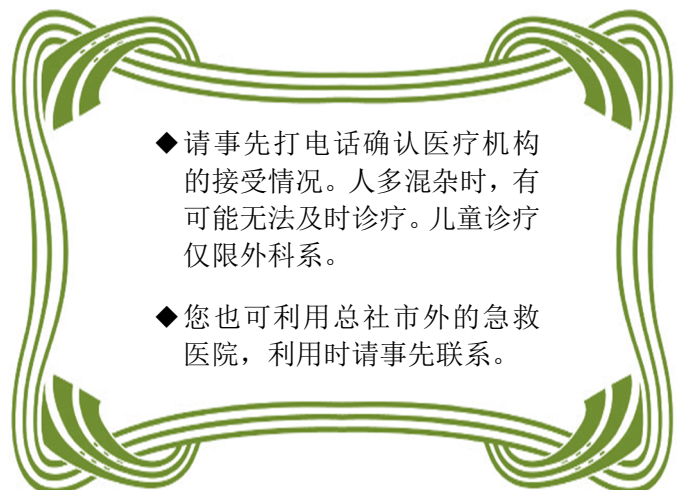 ◆请事先打电话确认医疗机构
的接受情况。人多混杂时，有
可能无法及时诊疗。儿童诊疗
仅限外科系。
◆您也可利用总社市外的急救
医院，利用时请事先联系。